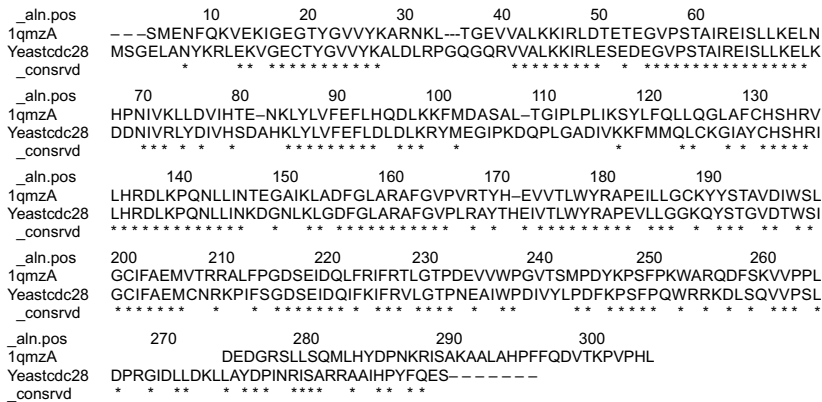 _aln.pos 10 20 30 40 50 60
1qmzA – – –SMENFQKVEKIGEGTYGVVYKARNKL---TGEVVALKKIRLDTETEGVPSTAIREISLLKELN
Yeastcdc28 MSGELANYKRLEKVGEGTYGVVYKALDLRPGQGQRVVALKKIRLESEDEGVPSTAIREISLLKELK
_consrvd * ** ************* ********* * ******************
_aln.pos 70 80 90 100 110 120 130
1qmzA HPNIVKLLDVIHTE–NKLYLVFEFLHQDLKKFMDASAL–TGIPLPLIKSYLFQLLQGLAFCHSHRV
Yeastcdc28 DDNIVRLYDIVHSDAHKLYLVFEFLDLDLKRYMEGIPKDQPLGADIVKKFMMQLCKGIAYCHSHRI
_consrvd *** * * * ********* *** * * ** * * ****
_aln.pos 140 150 160 170 180 190
1qmzA LHRDLKPQNLLINTEGAIKLADFGLARAFGVPVRTYH–EVVTLWYRAPEILLGCKYYSTAVDIWSL
Yeastcdc28 LHRDLKPQNLLINKDGNLKLGDFGLARAFGVPLRAYTHEIVTLWYRAPEVLLGGKQYSTGVDTWSI
_consrvd ************* * ** *********** * * * ********* *** * *** ** **
_aln.pos 200 210 220 230 240 250 260
1qmzA GCIFAEMVTRRALFPGDSEIDQLFRIFRTLGTPDEVVWPGVTSMPDYKPSFPKWARQDFSKVVPPL
Yeastcdc28 GCIFAEMCNRKPIFSGDSEIDQIFKIFRVLGTPNEAIWPDIVYLPDFKPSFPQWRRKDLSQVVPSL
_consrvd ******* * * ******* * *** **** * ** ** ***** * * * * *** *
_aln.pos 270 280 290 300
1qmzA DEDGRSLLSQMLHYDPNKRISAKAALAHPFFQDVTKPVPHL
Yeastcdc28 DPRGIDLLDKLLAYDPINRISARRAAIHPYFQES– – – – – – –
_consrvd * * ** * *** **** * ** **